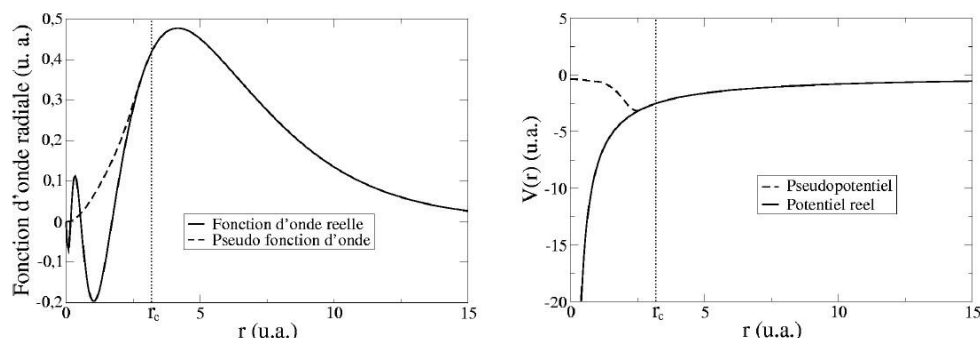 Fonction d'onde radiale (u. a.)
0,5
0,4
0,3
0,2
0,1
0
-0,1
-0,2
0
r_c
5
10
15
r (u.a.)
Fonction d'onde reelle
Pseudo fonction d'onde
V(r) (u.a.)
5
0
-5
-10
-15
-20
0
r_c
5
10
15
r (u.a.)
Pseudopotentiel
Potentiel reel